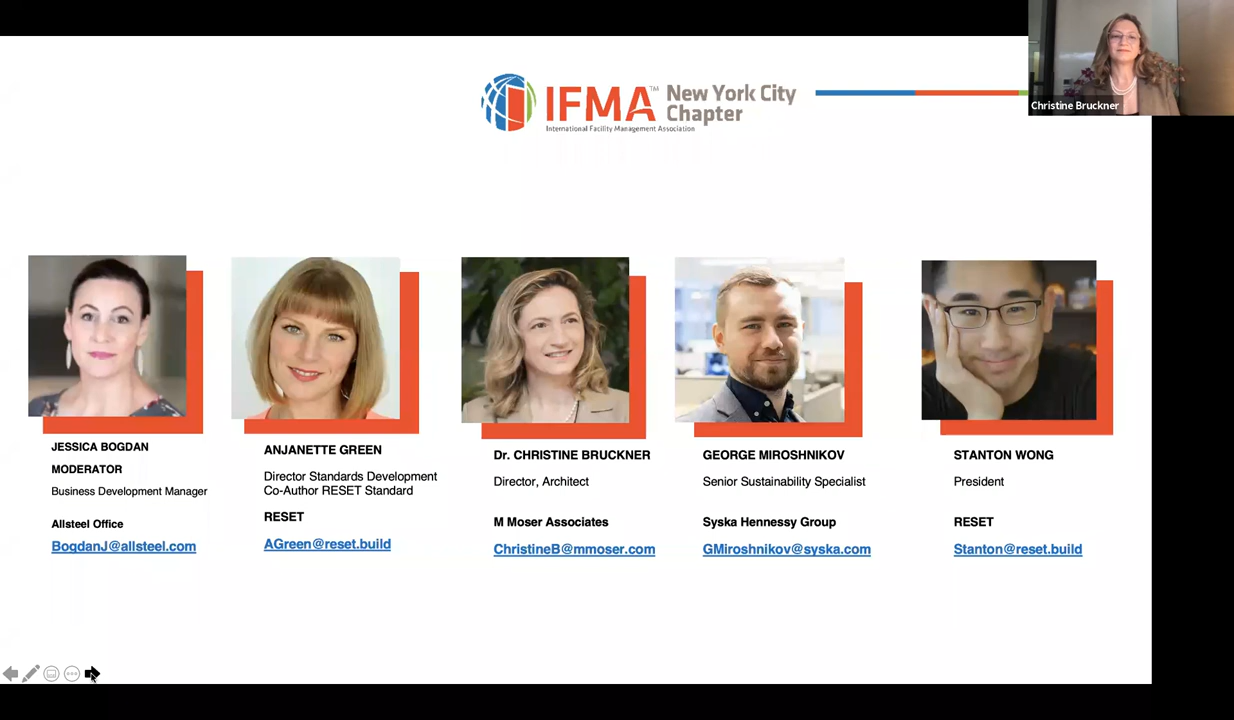 IFMA™ New York City
Chapter
International Facility Management Association
Christine Bruckner
JESSICA BOGDAN
MODERATOR
Business Development Manager
Allsteel Office
BogdanJ@allsteel.com
ANJANETTE GREEN
Director Standards Development
Co-Author RESET Standard
RESET
AGreen@reset.build
Dr. CHRISTINE BRUCKNER
Director, Architect
M Moser Associates
ChristineB@mmoser.com
GEORGE MIROSHNIKOV
Senior Sustainability Specialist
Syska Hennessy Group
GMiroshnikov@syska.com
STANTON WONG
President
RESET
Stanton@reset.build